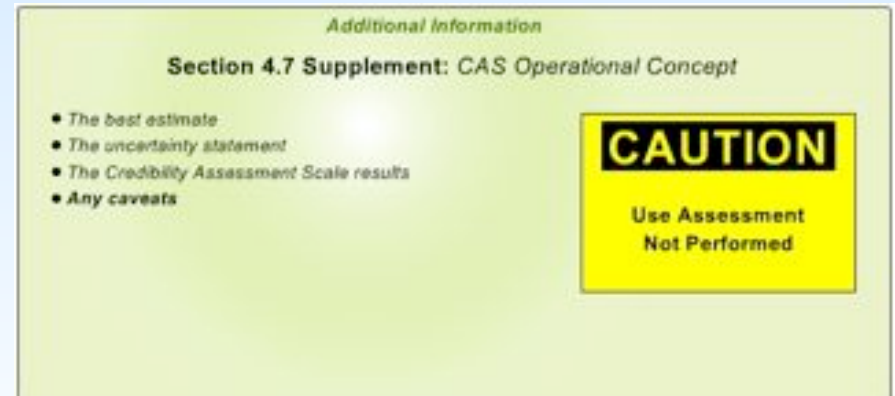 Additional Information
Section 4.7 Supplement: CAS Operational Concept
• The best estimate
• The uncertainty statement
• The Credibility Assessment Scale results
• Any caveats
CAUTION
Use Assessment
Not Performed